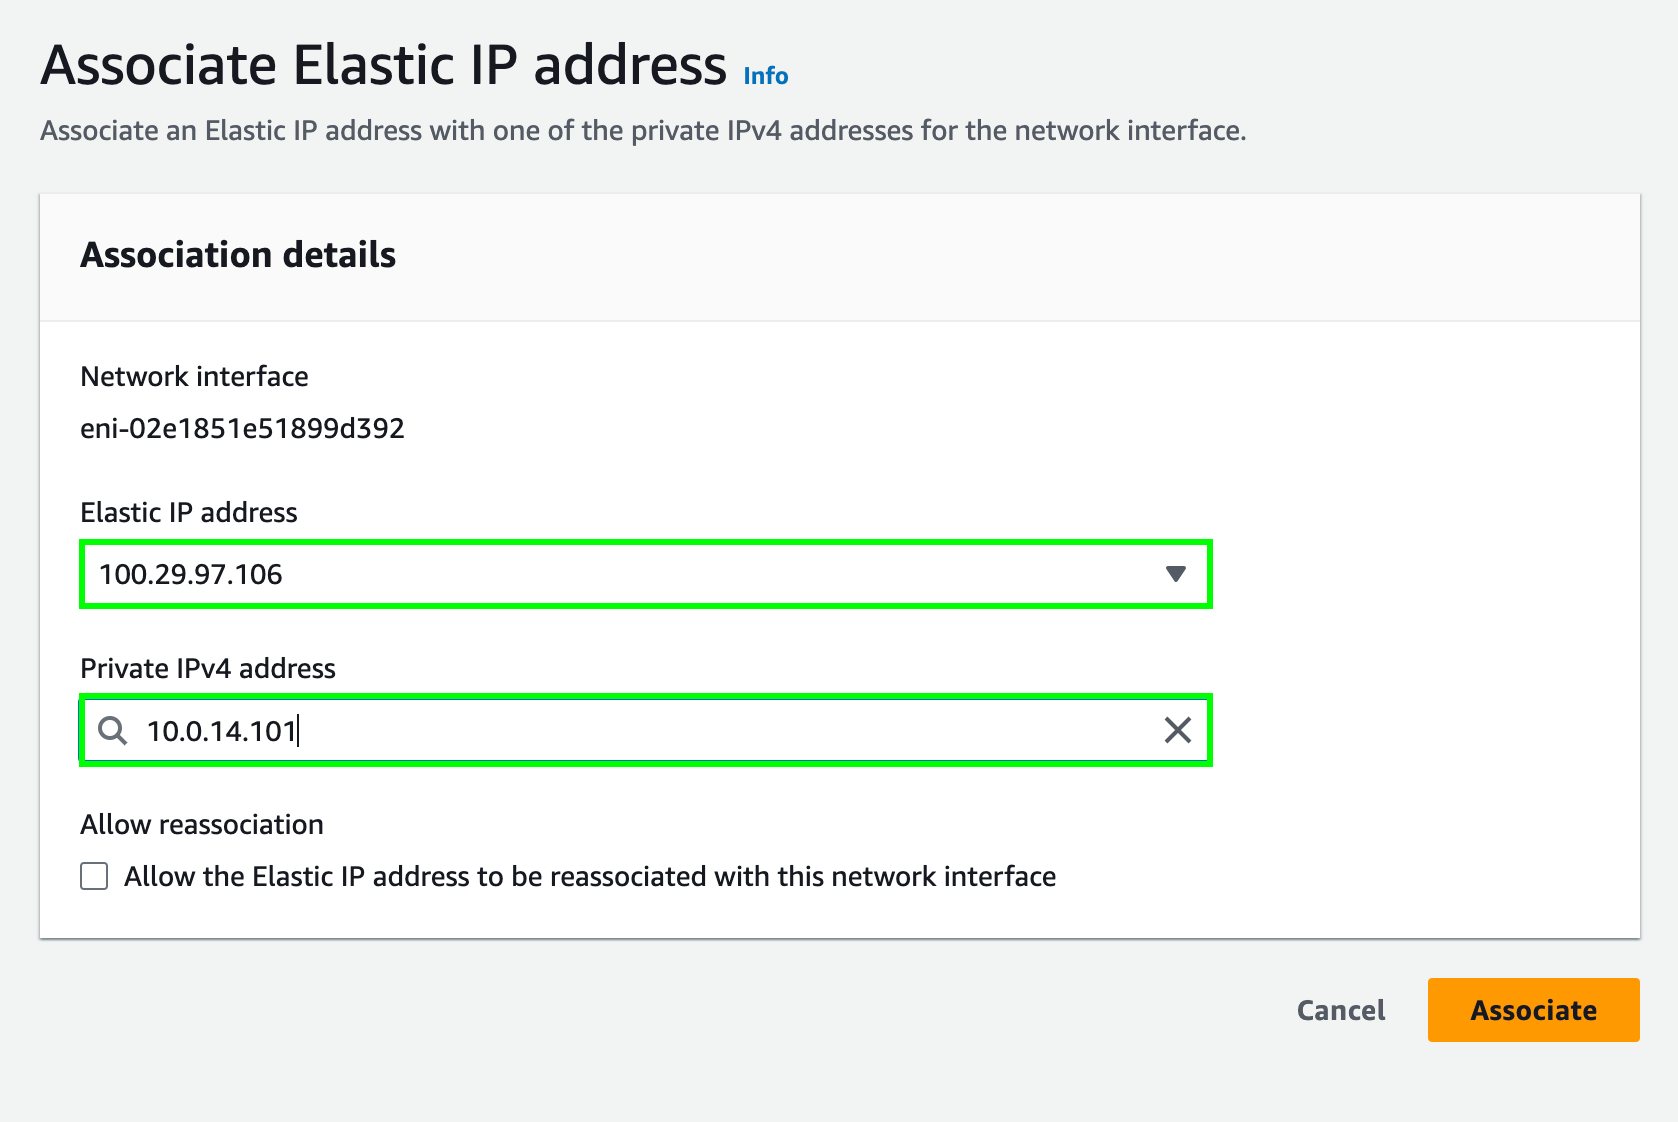 Associate Elastic IP address Info
Associate an Elastic IP address with one of the private IPv4 addresses for the network interface.
Association details
Network interface
eni-02e1851e51899d392
Elastic IP address
100.29.97.106
Private IPv4 address
10.0.14.101
Allow reassociation
Allow the Elastic IP address to be reassociated with this network interface
Cancel
Associate